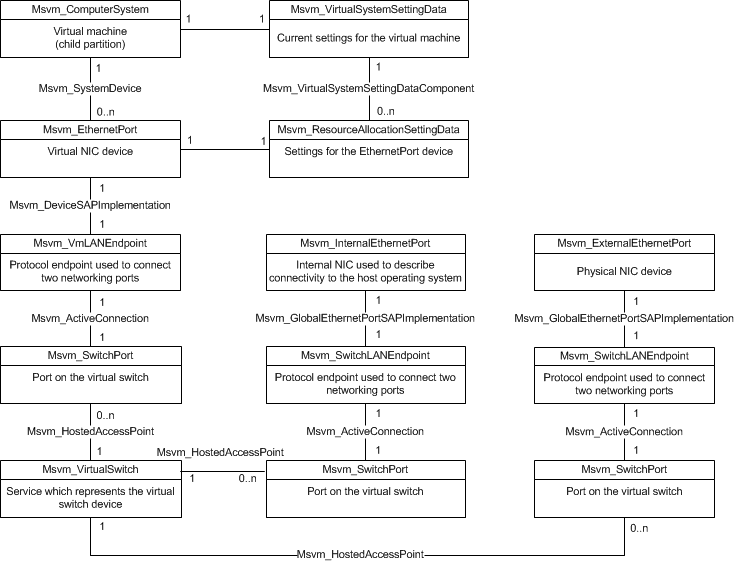 Msvm_ComputerSystem
Virtual machine
(child partition)
1
1
Msvm_VirtualSystemSettingData
Current settings for the virtual machine
1
Msvm_SystemDevice
0..n
1
Msvm_VirtualSystemSettingDataComponent
0..n
Msvm_EthernetPort
Virtual NIC device
1
1
Msvm_ResourceAllocationSettingData
Settings for the EthernetPort device
1
Msvm_DeviceSAPImplementation
1
Msvm_VmLANEndpoint
Protocol endpoint used to connect
two networking ports
Msvm_InternalEthernetPort
Internal NIC used to describe
connectivity to the host operating system
Msvm_ExternalEthernetPort
Physical NIC device
1
Msvm_ActiveConnection
1
1
Msvm_GlobalEthernetPortSAPImplementation
1
1
Msvm_GlobalEthernetPortSAPImplementation
1
Msvm_SwitchPort
Port on the virtual switch
Msvm_SwitchLANEndpoint
Protocol endpoint used to connect two
networking ports
Msvm_SwitchLANEndpoint
Protocol endpoint used to connect
two networking ports
0..n
Msvm_HostedAccessPoint
1
1
Msvm_ActiveConnection
1
1
Msvm_ActiveConnection
1
Msvm_VirtualSwitch
Service which represents the virtual
switch device
Msvm_HostedAccessPoint
1
0..n
Msvm_SwitchPort
Port on the virtual switch
Msvm_SwitchPort
Port on the virtual switch
1
0..n
Msvm_HostedAccessPoint